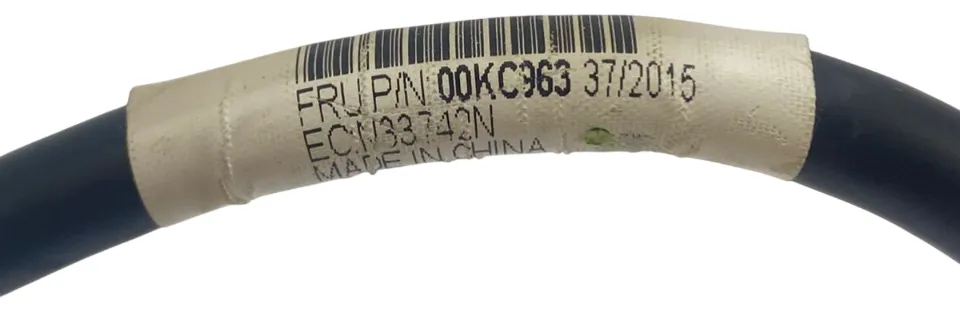 FRU P/N 00KC963 37/2015
EC:N33742N
MADE IN CHINA